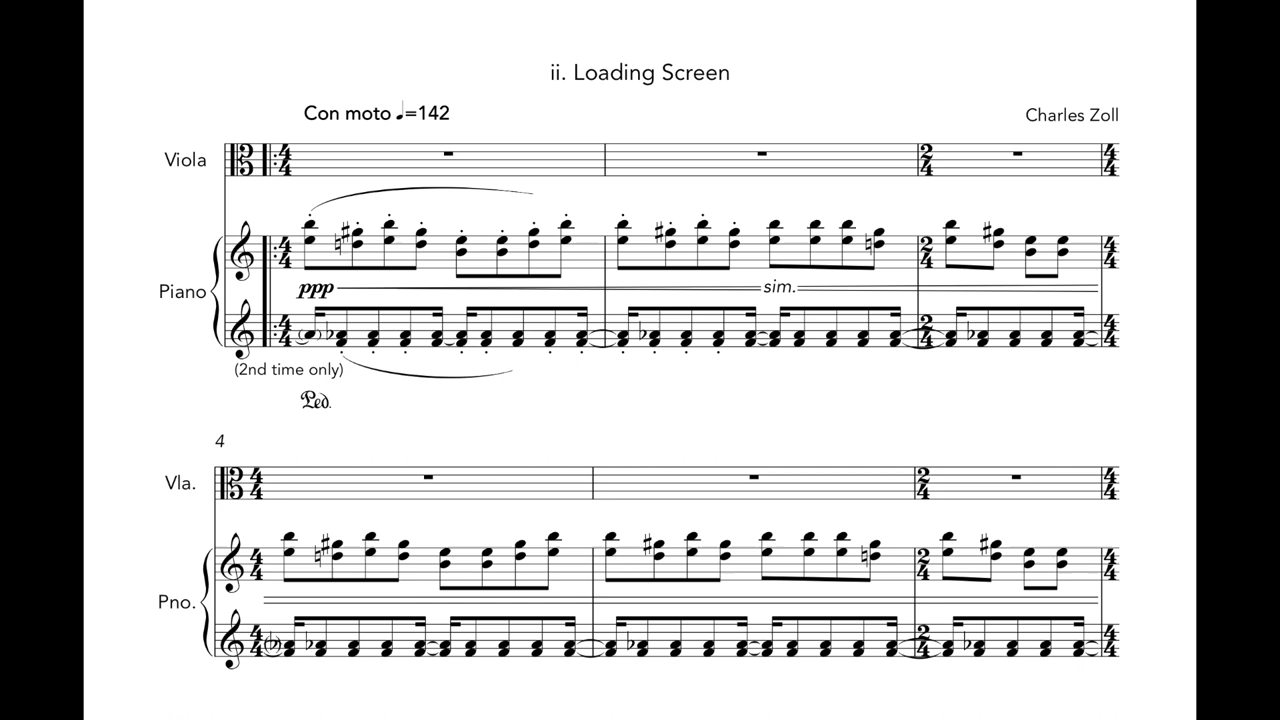 ii. Loading Screen
Con moto ♩=142
Charles Zoll
Viola
Piano
ppp
sim.
(2nd time only)
Ped.
4
Vla.
Pno.